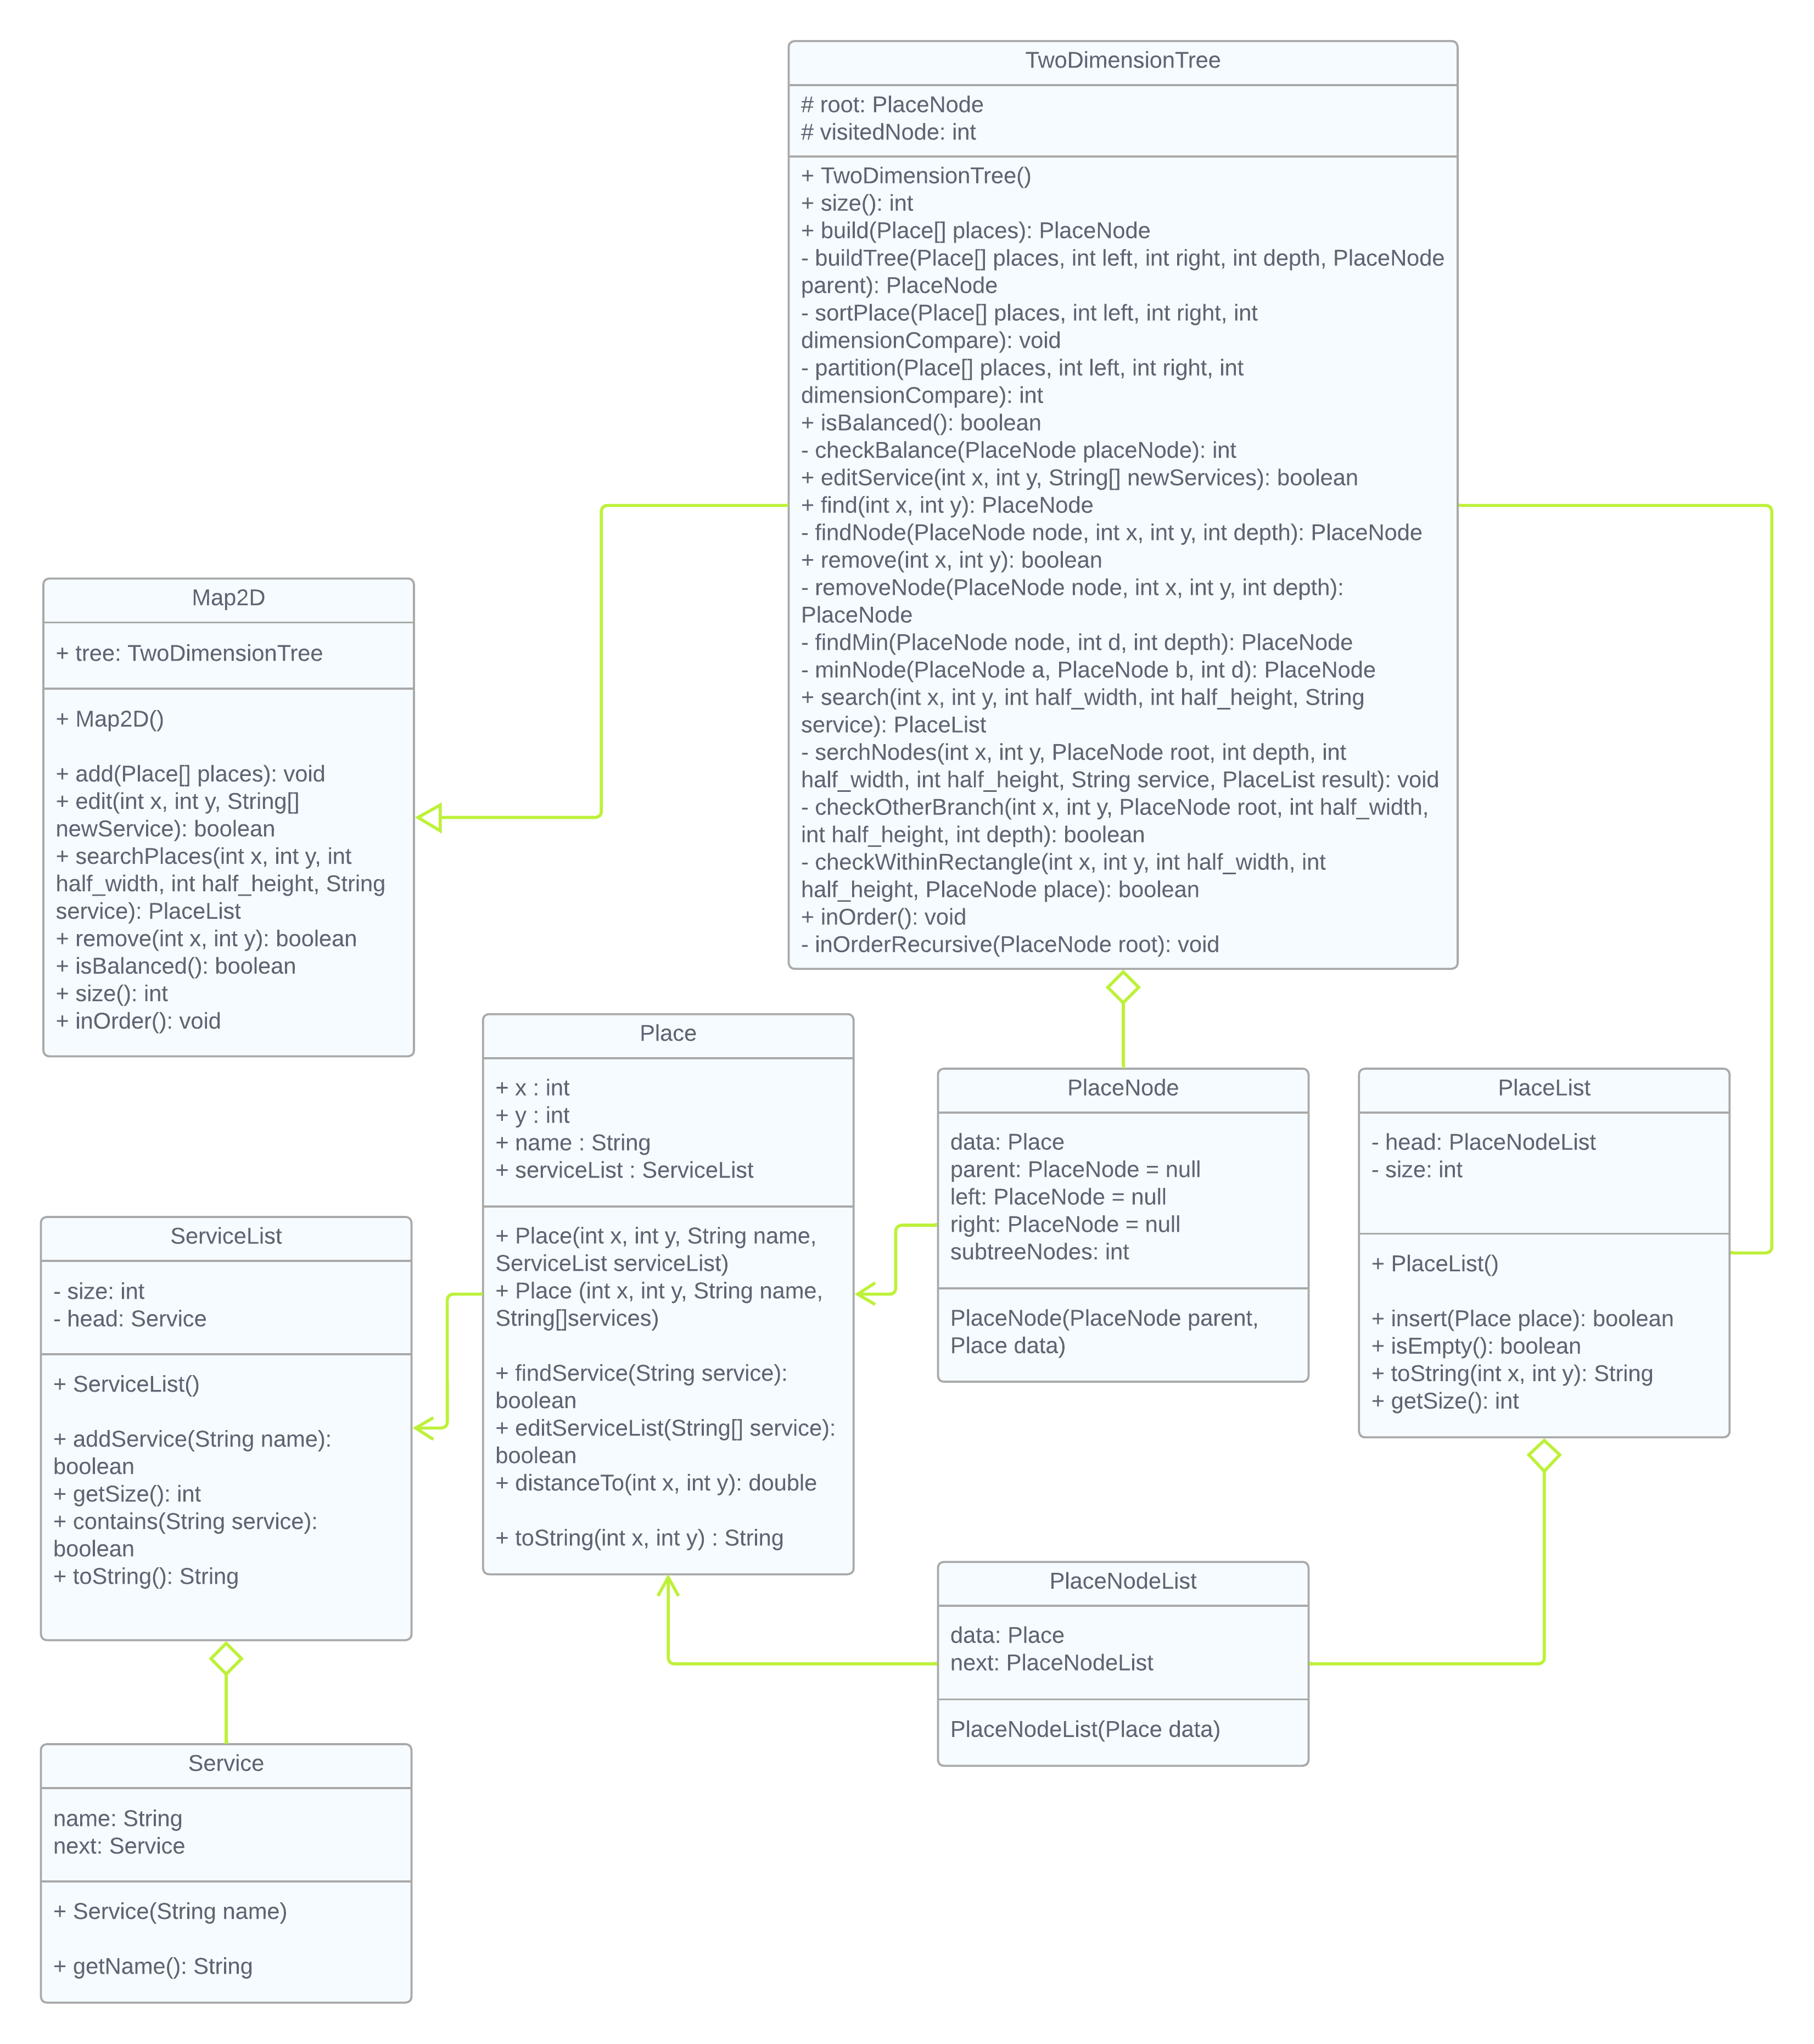 TwoDimensionTree
# root: PlaceNode
# visitedNode: int
+ TwoDimensionTree()
+ size(): int
+ build(Place[] places): PlaceNode
- buildTree(Place[] places, int left, int right, int depth, PlaceNode
parent): PlaceNode
- sortPlace(Place[] places, int left, int right, int
dimensionCompare): void
- partition(Place[] places, int left, int right, int
dimensionCompare): int
+ isBalanced(): boolean
- checkBalance(PlaceNode placeNode): int
+ editService(int x, int y, String[] newServices): boolean
+ find(int x, int y): PlaceNode
- findNode(PlaceNode node, int x, int y, int depth): PlaceNode
+ remove(int x, int y): boolean
- removeNode(PlaceNode node, int x, int y, int depth):
PlaceNode
- findMin(PlaceNode node, int d, int depth): PlaceNode
- minNode(PlaceNode a, PlaceNode b, int d): PlaceNode
+ search(int x, int y, int half_width, int half_height, String
service): PlaceList
- serchNodes(int x, int y, PlaceNode root, int depth, int
half_width, int half_height, String service, PlaceList result): void
- checkOtherBranch(int x, int y, PlaceNode root, int half_width,
int half_height, int depth): boolean
- checkWithinRectangle(int x, int y, int half_width, int
half_height, PlaceNode place): boolean
+ inOrder(): void
- inOrderRecursive(PlaceNode root): void
Map2D
+ tree: TwoDimensionTree
+ Map2D()
+ add(Place[] places): void
+ edit(int x, int y, String[]
newService): boolean
+ searchPlaces(int x, int y, int
half_width, int half_height, String
service): PlaceList
+ remove(int x, int y): boolean
+ isBalanced(): boolean
+ size(): int
+ inOrder(): void
Place
+ x : int
+ y : int
+ name : String
+ serviceList : ServiceList
+ Place(int x, int y, String name,
ServiceList serviceList)
+ Place (int x, int y, String name,
String[]services)
+ findService(String service):
boolean
+ editServiceList(String[] service):
boolean
+ distanceTo(int x, int y): double
+ toString(int x, int y) : String
PlaceNode
data: Place
parent: PlaceNode = null
left: PlaceNode = null
right: PlaceNode = null
subtreeNodes: int
PlaceNode(PlaceNode parent,
Place data)
PlaceList
- head: PlaceNodeList
- size: int
+ PlaceList()
+ insert(Place place): boolean
+ isEmpty(): boolean
+ toString(int x, int y): String
+ getSize(): int
ServiceList
- size: int
- head: Service
+ ServiceList()
+ addService(String name):
boolean
+ getSize(): int
+ contains(String service):
boolean
+ toString(): String
PlaceNodeList
data: Place
next: PlaceNodeList
PlaceNodeList(Place data)
Service
name: String
next: Service
+ Service(String name)
+ getName(): String